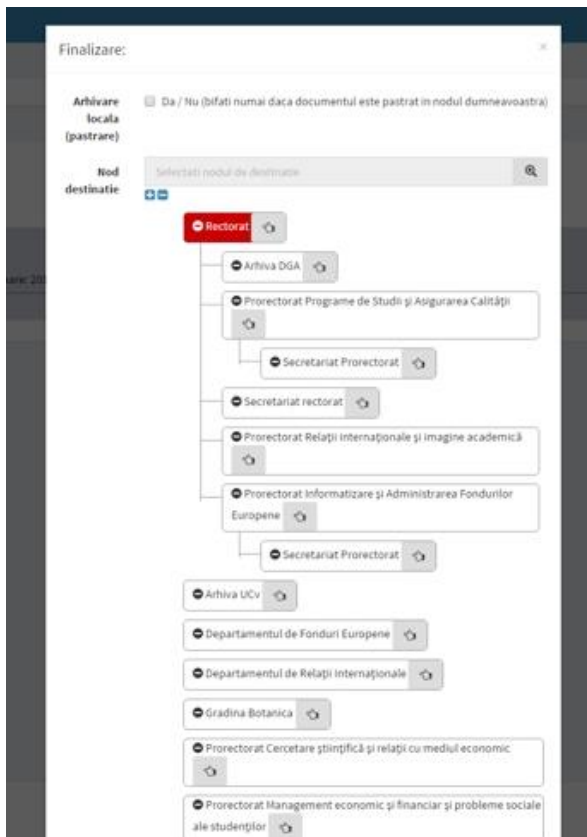 Finalizare:
×
Arhivare
locala
(pastrare)
Da / Nu (bifati numai daca documentul este pastrat in nodul dumneavoastra)
Nod
destinatie
Selectati nodul de destinatie
Rectorat
Arhiva DGA
Prorectorat Programe de Studii și Asigurarea Calității
Secretariat Prorectorat
Secretariat rectorat
Prorectorat Relații internaționale și imagine academică
Prorectorat Informatizare și Administrarea Fondurilor
Europene
Secretariat Prorectorat
Arhiva UCv
Departamentul de Fonduri Europene
Departamentul de Relații Internaționale
Gradina Botanica
Prorectorat Cercetare științifică și relații cu mediul economic
Prorectorat Management economic și financiar și probleme sociale
ale studenților